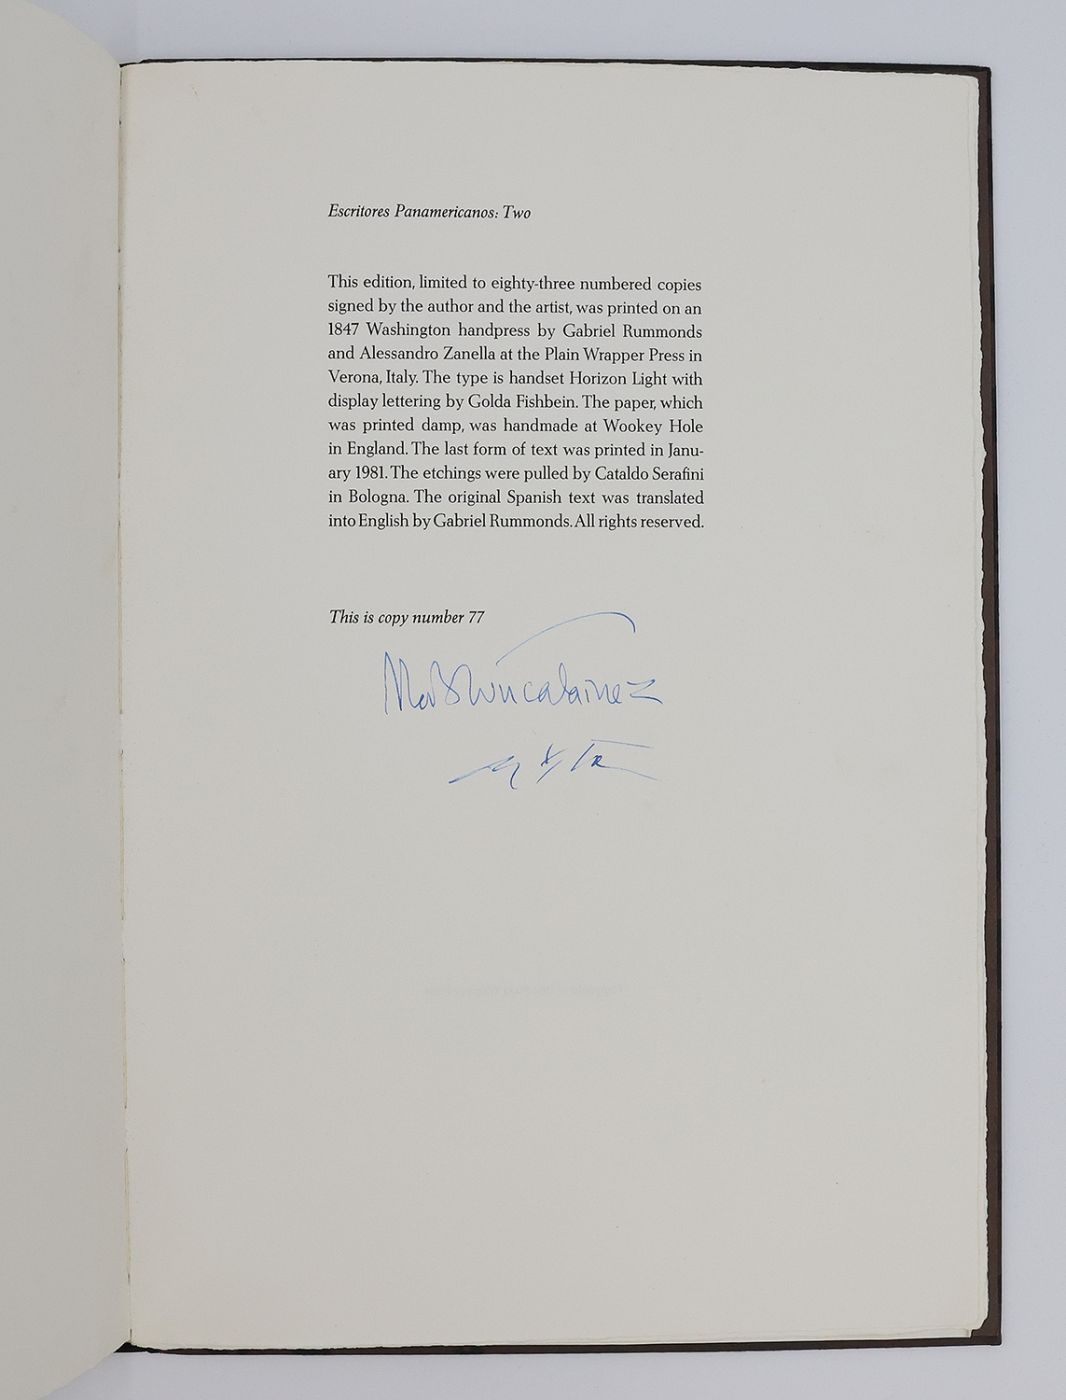 Escritores Panamericanos: Two
This edition, limited to eighty-three numbered copies
signed by the author and the artist, was printed on an
1847 Washington handpress by Gabriel Rummonds
and Alessandro Zanella at the Plain Wrapper Press in
Verona, Italy. The type is handset Horizon Light with
display lettering by Golda Fishbein. The paper, which
was printed damp, was handmade at Wookey Hole
in England. The last form of text was printed in Janu-
ary 1981. The etchings were pulled by Cataldo Serafini
in Bologna. The original Spanish text was translated
into English by Gabriel Rummonds. All rights reserved.
This is copy number 77